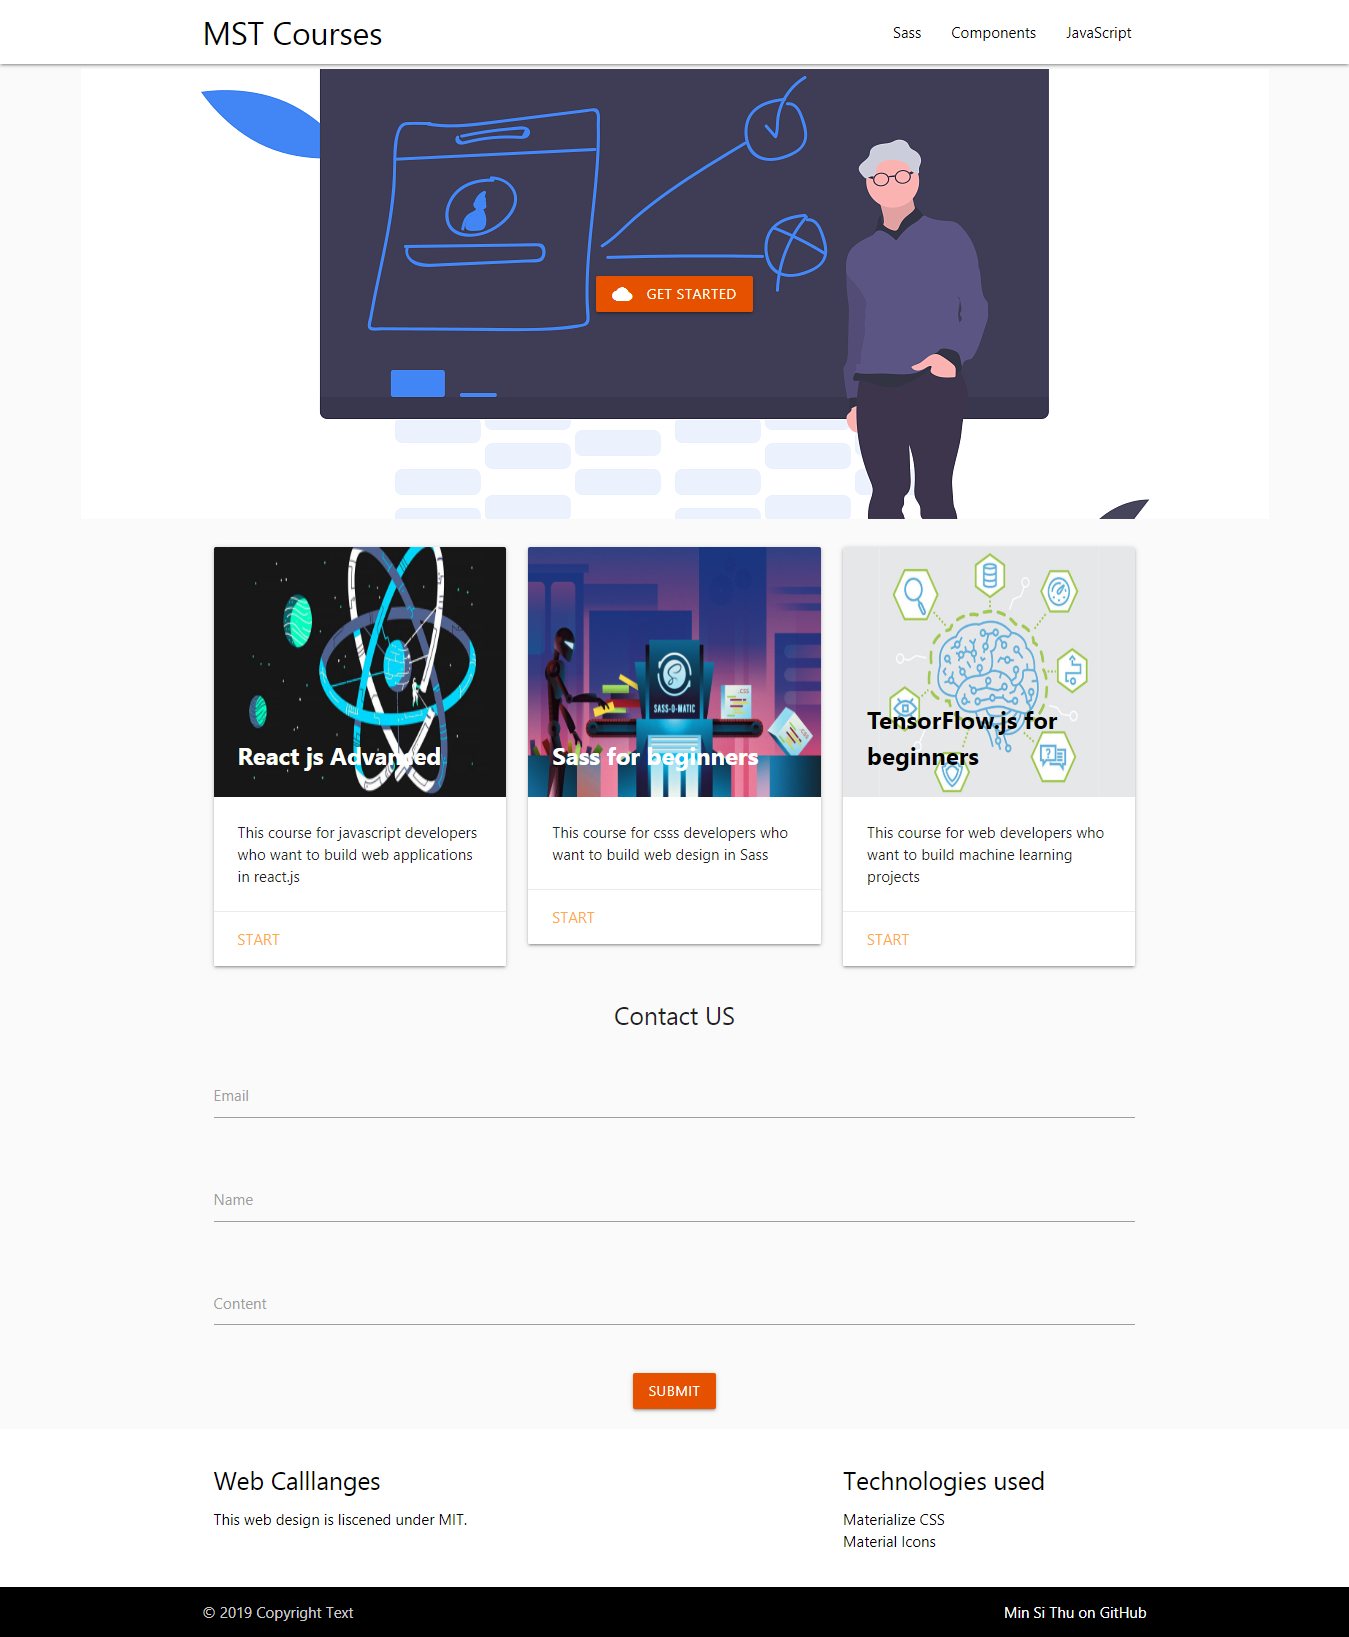 MST Courses
Sass
Components
JavaScript
GET STARTED
SASS-O-MATIC
.CSS
React js Advanced
Sass for beginners
TensorFlow.js for
beginners
This course for javascript developers
who want to build web applications
in react.js
This course for csss developers who
want to build web design in Sass
This course for web developers who
want to build machine learning
projects
START
START
START
Contact US
Email
Name
Content
SUBMIT
Web Calllanges
This web design is liscened under MIT.
Technologies used
Materialize CSS
Material Icons
© 2019 Copyright Text
Min Si Thu on GitHub